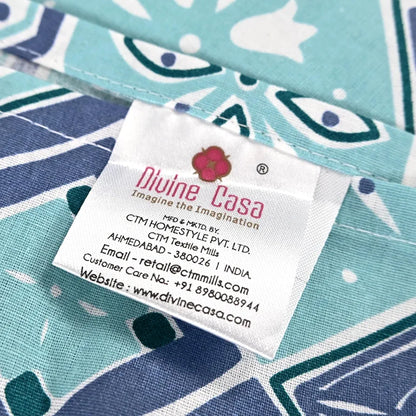 ®
Divine Casa
Imagine the Imagination
MFD & MKTD. BY.
CTM HOMESTYLE PVT. LTD.
CTM Textile Mills
AHMEDABAD - 380026 | INDIA.
Email - retail@ctmmills.com
Customer Care No.: +91 8980088944
Website : www.divinecasa.com